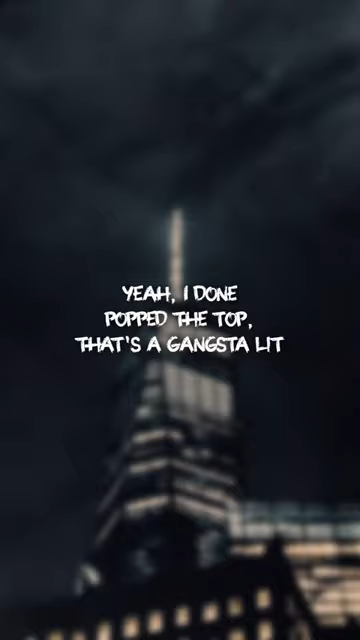 YEAH, I DONE
POPPED THE TOP,
THAT'S A GANGSTA LIT